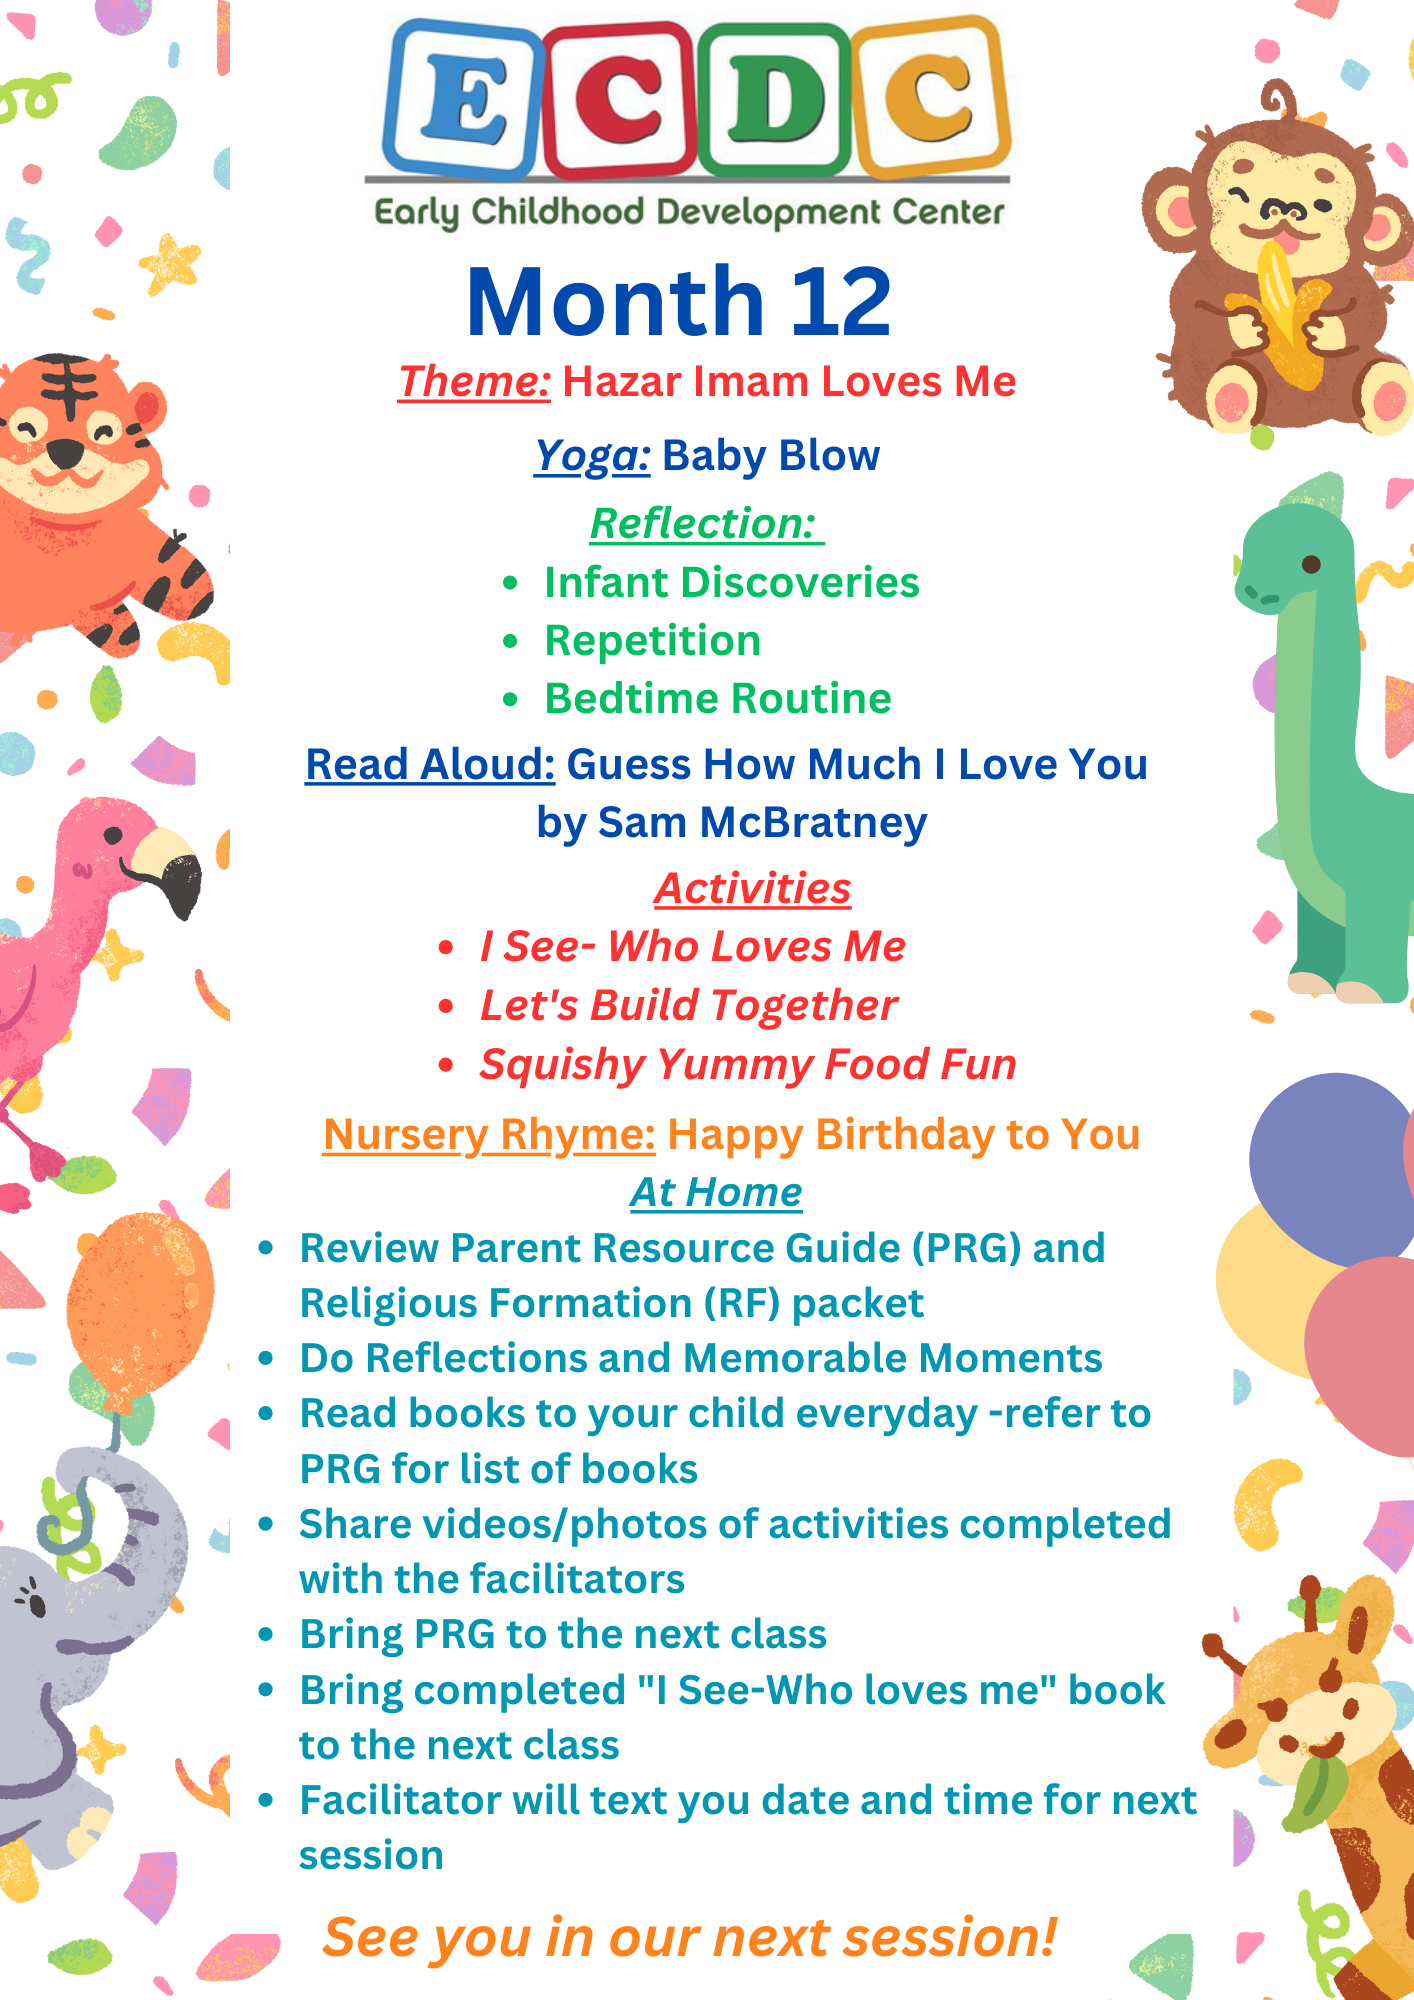 E C D C
Early Childhood Development Center
Month 12
Theme: Hazar Imam Loves Me
Yoga: Baby Blow
Reflection:
• Infant Discoveries
• Repetition
• Bedtime Routine
Read Aloud: Guess How Much I Love You
by Sam McBratney
Activities
• I See- Who Loves Me
• Let's Build Together
• Squishy Yummy Food Fun
Nursery Rhyme: Happy Birthday to You
At Home
• Review Parent Resource Guide (PRG) and
Religious Formation (RF) packet
• Do Reflections and Memorable Moments
• Read books to your child everyday -refer to
PRG for list of books
• Share videos/photos of activities completed
with the facilitators
• Bring PRG to the next class
• Bring completed "I See-Who loves me" book
to the next class
• Facilitator will text you date and time for next
session
See you in our next session!